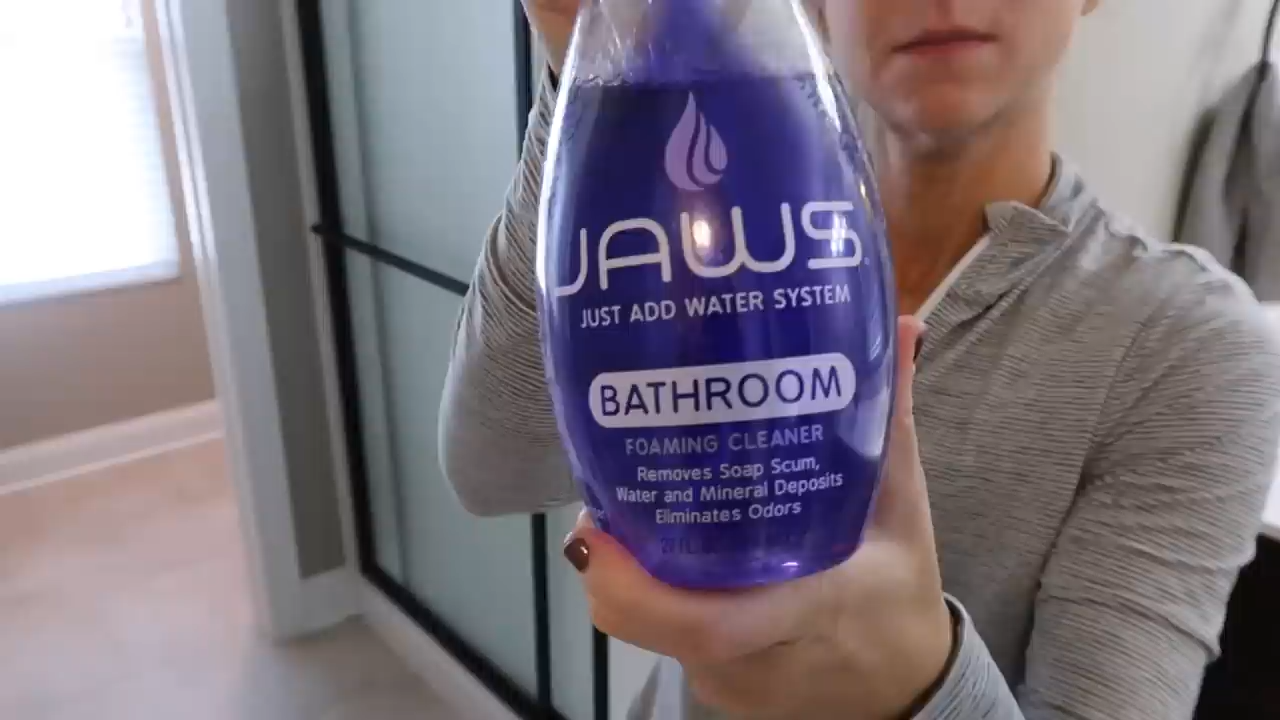 JAWS
JUST ADD WATER SYSTEM
BATHROOM
FOAMING CLEANER
Removes Soap Scum,
Water and Mineral Deposits
Eliminates Odors